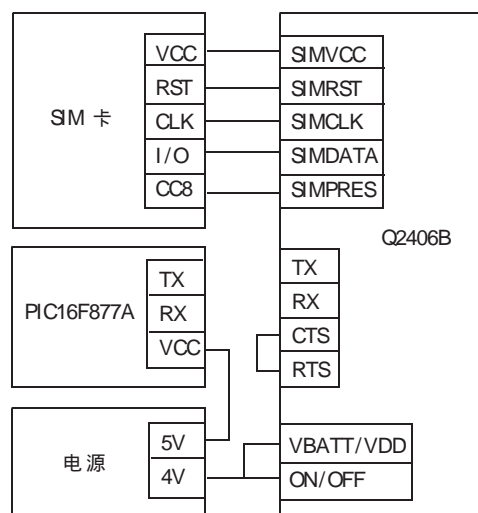 SIM 卡
VCC
RST
CLK
I/O
CC8
SIMVCC
SIMRST
SIMCLK
SIMDATA
SIMPRES
Q2406B
PIC16F877A
TX
RX
VCC
TX
RX
CTS
RTS
电源
5V
4V
VBATT/VDD
ON/OFF